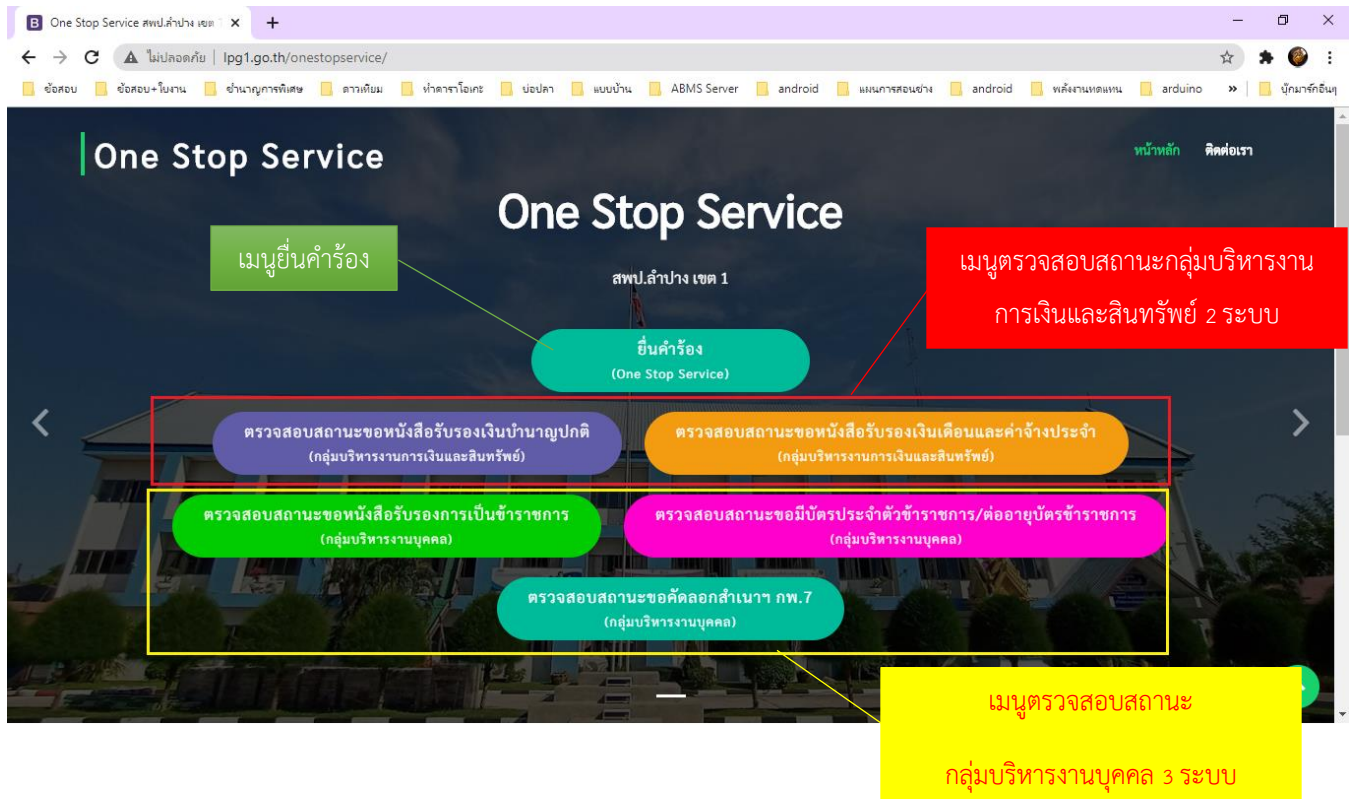 One Stop Service สพป.ลำปาง เขต 1
ไม่ปลอดภัย | lpg1.go.th/onestopservice/
ข้อสอบ ข้อสอบ+ใบงาน ชำนาญการพิเศษ ดาวเทียม ทำคาราโอเกะ บ่อปลา แบบบ้าน ABMS Server android แผนการสอนช่าง android พลังงานทดแทน arduino » บุ๊กมาร์กอื่นๆ
One Stop Service
หน้าหลัก ติดต่อเรา
One Stop Service
เมนูยื่นคำร้อง
สพป.ลำปาง เขต 1
เมนูตรวจสอบสถานะกลุ่มบริหารงาน
การเงินและสินทรัพย์ 2 ระบบ
ยื่นคำร้อง
(One Stop Service)
ตรวจสอบสถานะขอหนังสือรับรองเงินบำนาญปกติ
(กลุ่มบริหารงานการเงินและสินทรัพย์)
ตรวจสอบสถานะขอหนังสือรับรองเงินเดือนและค่าจ้างประจำ
(กลุ่มบริหารงานการเงินและสินทรัพย์)
ตรวจสอบสถานะขอหนังสือรับรองการเป็นข้าราชการ
(กลุ่มบริหารงานบุคคล)
ตรวจสอบสถานะขอมีบัตรประจำตัวข้าราชการ/ต่ออายุบัตรข้าราชการ
(กลุ่มบริหารงานบุคคล)
ตรวจสอบสถานะขอคัดลอกสำเนาฯ กพ.7
(กลุ่มบริหารงานบุคคล)
เมนูตรวจสอบสถานะ
กลุ่มบริหารงานบุคคล 3 ระบบ